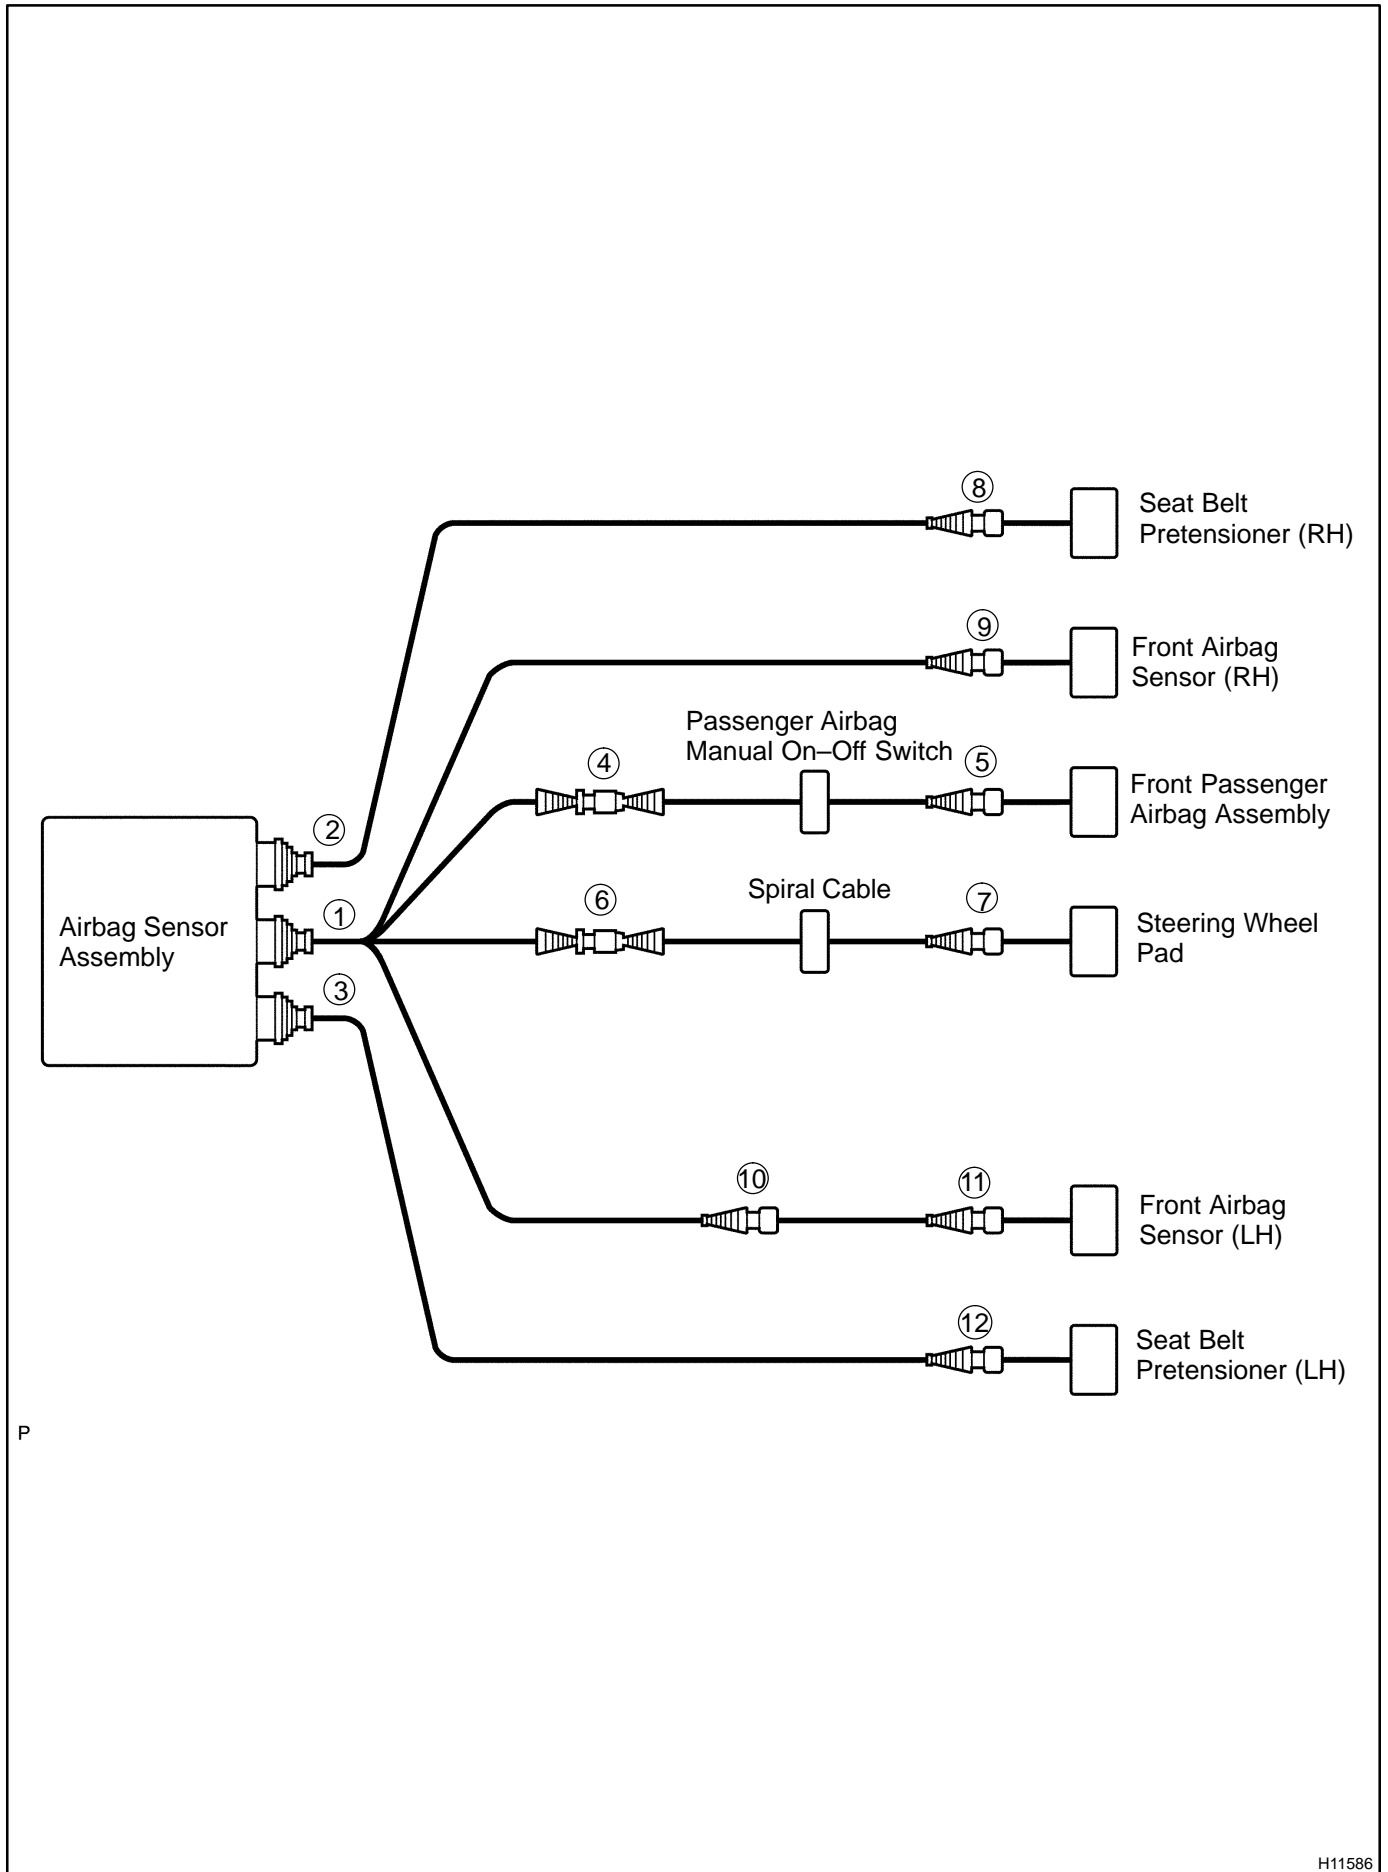 8
Seat Belt
Pretensioner (RH)
9
Front Airbag
Sensor (RH)
Passenger Airbag
Manual On–Off Switch
4
5
Front Passenger
Airbag Assembly
2
Spiral Cable
6
7
1
Airbag Sensor
Assembly
Steering Wheel
Pad
3
10
11
Front Airbag
Sensor (LH)
12
Seat Belt
Pretensioner (LH)
P
H11586